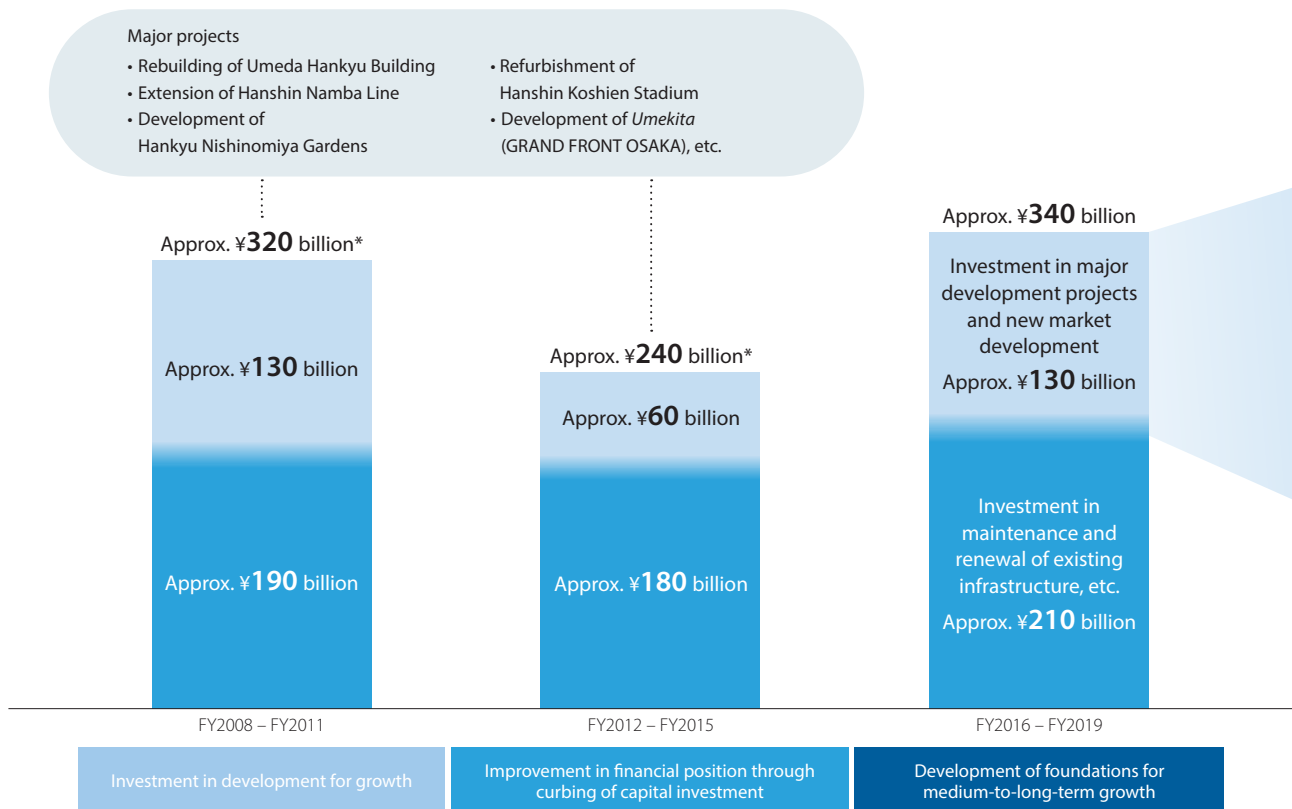 Major projects
• Rebuilding of Umeda Hankyu Building
• Extension of Hanshin Namba Line
• Development of
Hankyu Nishinomiya Gardens
• Refurbishment of
Hanshin Koshien Stadium
• Development of Umekita
(GRAND FRONT OSAKA), etc.
Approx. ¥320 billion*
Approx. ¥130 billion
Approx. ¥190 billion
Approx. ¥240 billion*
Approx. ¥60 billion
Approx. ¥180 billion
Approx. ¥340 billion
Investment in major
development projects
and new market
development
Approx. ¥130 billion
Investment in
maintenance and
renewal of existing
infrastructure, etc.
Approx. ¥210 billion
FY2008 – FY2011
FY2012 – FY2015
FY2016 – FY2019
Investment in development for growth
Improvement in financial position through
curbing of capital investment
Development of foundations for
medium-to-long-term growth